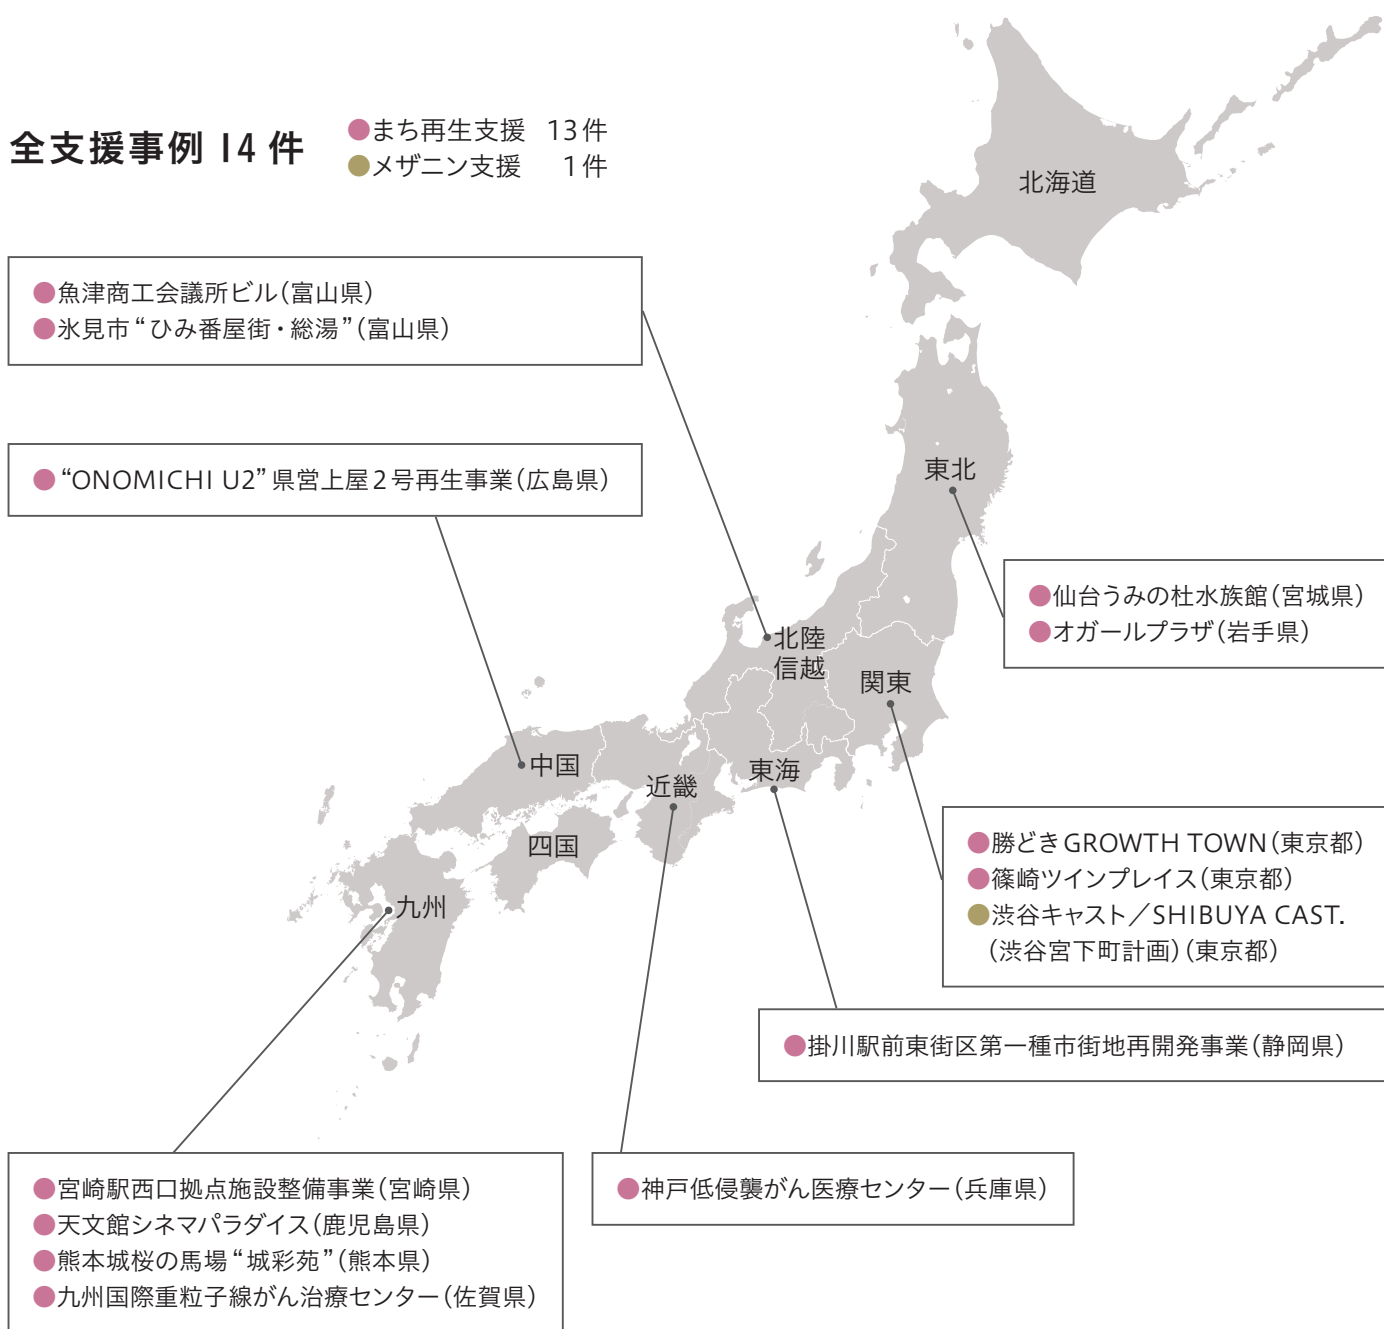 全支援事例 14 件
●まち再生支援 13件
●メザニン支援 1件
北海道
●魚津商工会議所ビル(富山県)
●氷見市“ひみ番屋街・総湯”(富山県)
●“ONOMICHI U2”県営上屋2号再生事業(広島県)
東北
●仙台うみの杜水族館(宮城県)
●オガールプラザ(岩手県)
北陸
信越
関東
中国
東海
近畿
四国
九州
●勝どきGROWTH TOWN(東京都)
●篠崎ツインプレイス(東京都)
●渋谷キャスト／SHIBUYA CAST.
(渋谷宮下町計画)(東京都)
●掛川駅前東街区第一種市街地再開発事業(静岡県)
●宮崎駅西口拠点施設整備事業(宮崎県)
●天文館シネマパラダイス(鹿児島県)
●熊本城桜の馬場“城彩苑”(熊本県)
●九州国際重粒子線がん治療センター(佐賀県)
●神戸低侵襲がん医療センター(兵庫県)